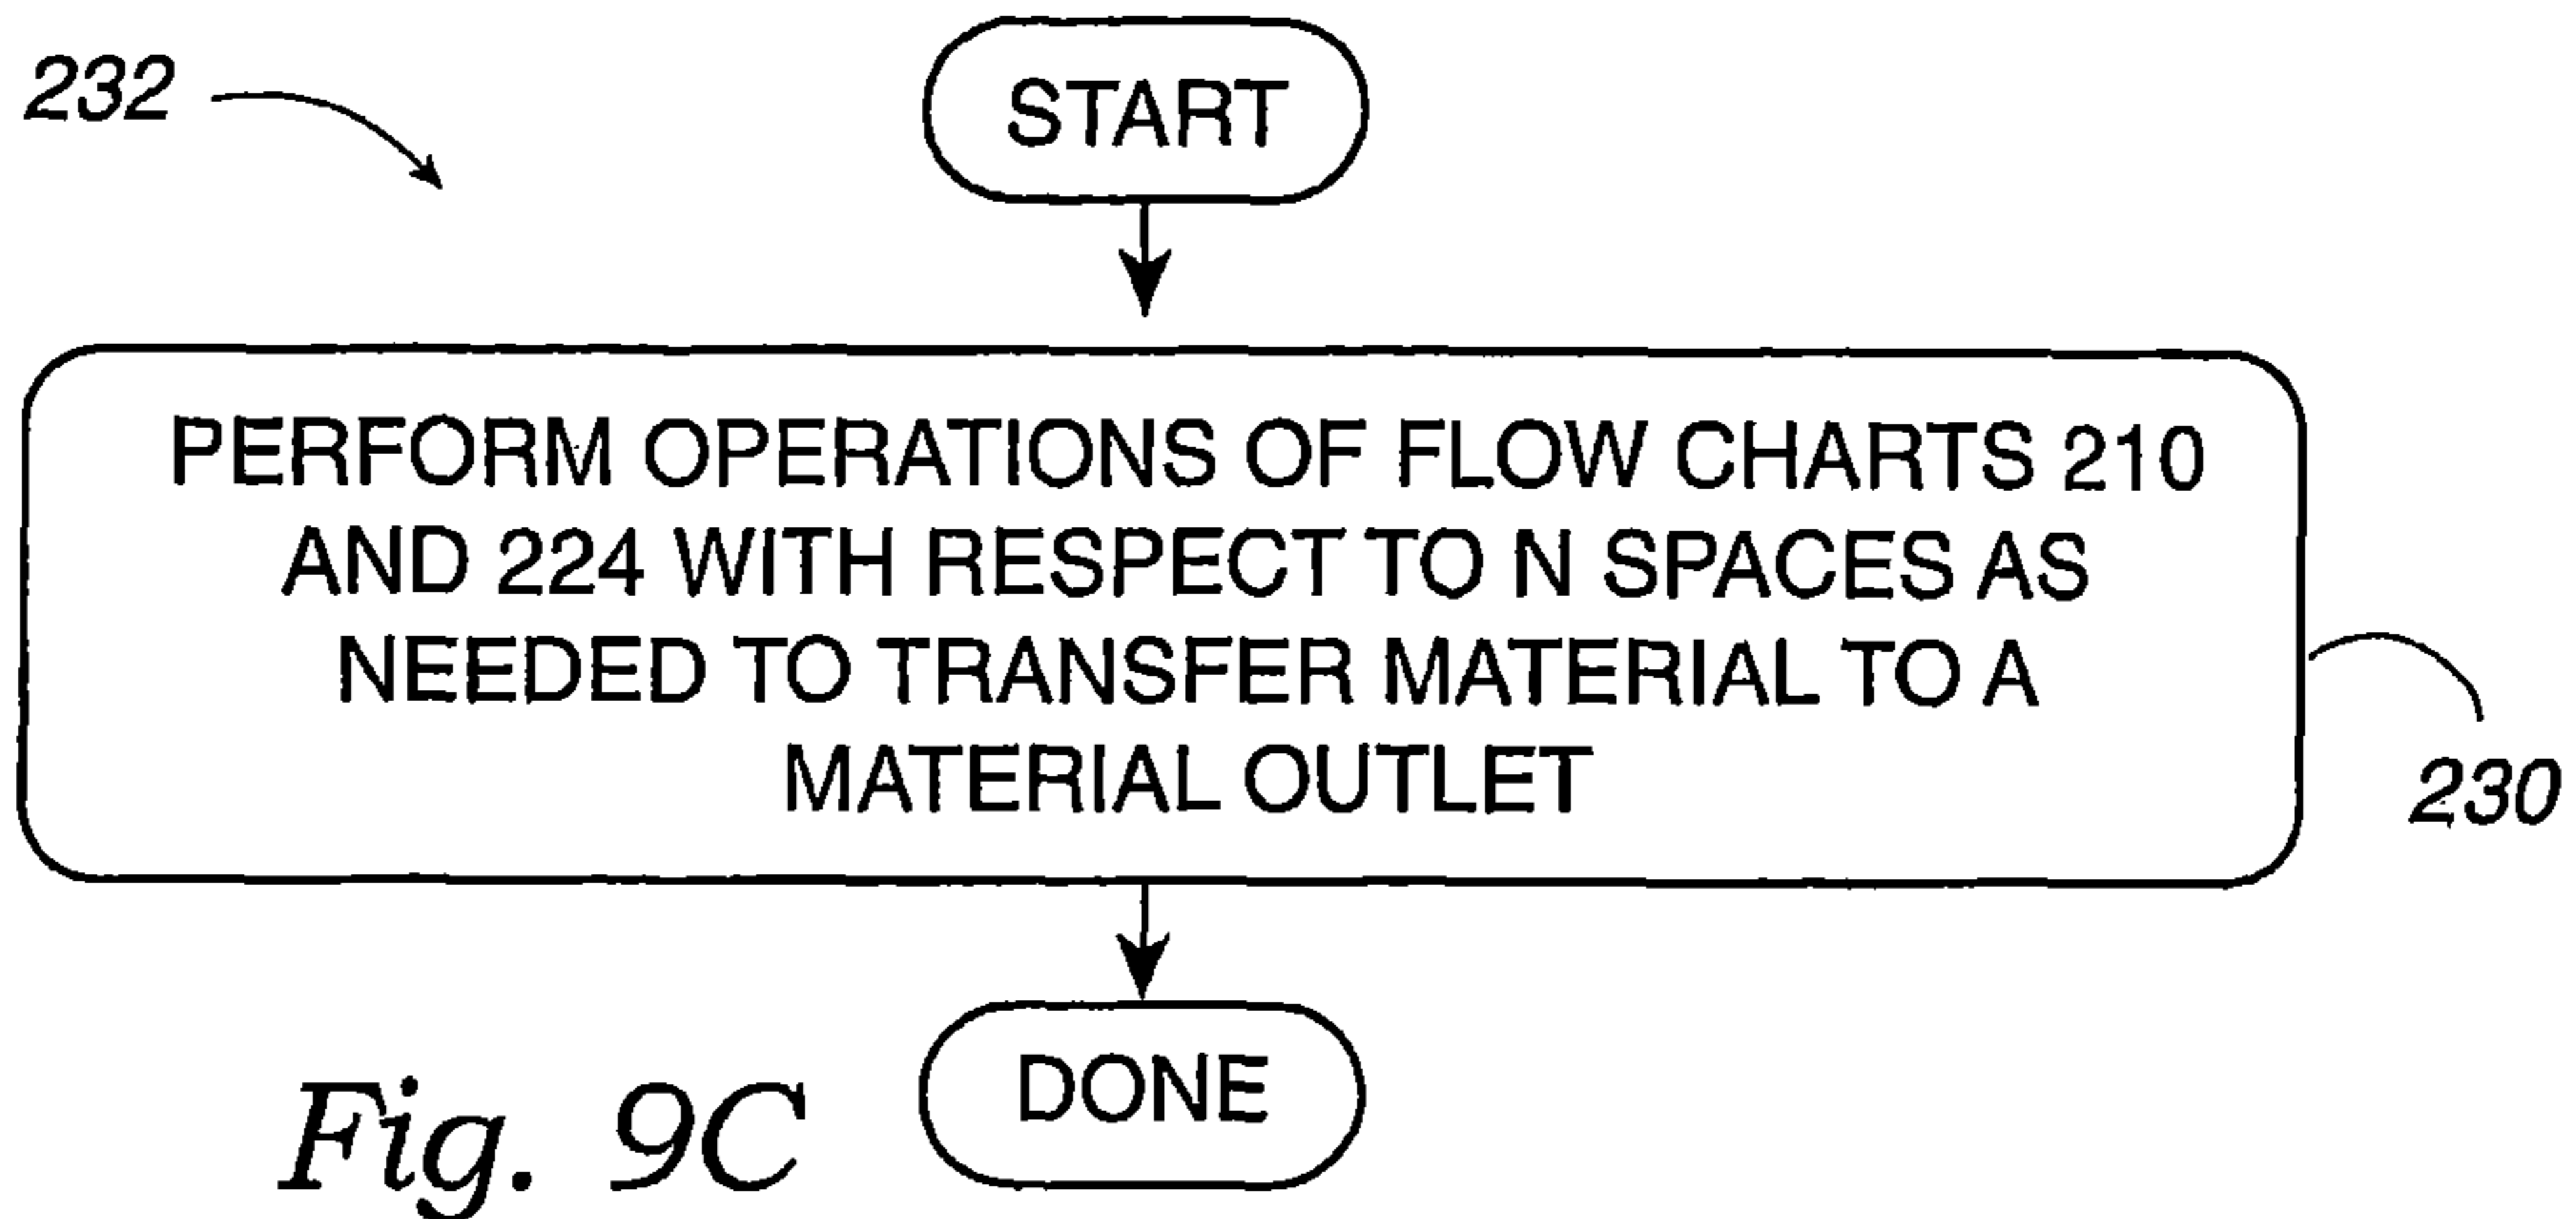 232
START
PERFORM OPERATIONS OF FLOW CHARTS 210
AND 224 WITH RESPECT TO N SPACES AS
NEEDED TO TRANSFER MATERIAL TO A
MATERIAL OUTLET
230
DONE
Fig. 9C